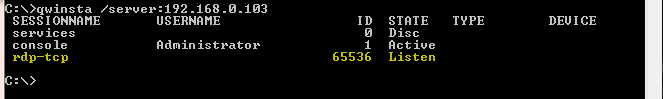 C:\>qwinsta /server:192.168.0.103
SESSIONNAME USERNAME ID STATE TYPE DEVICE
services 0 Disc
console Administrator 1 Active
rdp-tcp 65536 Listen
C:\>